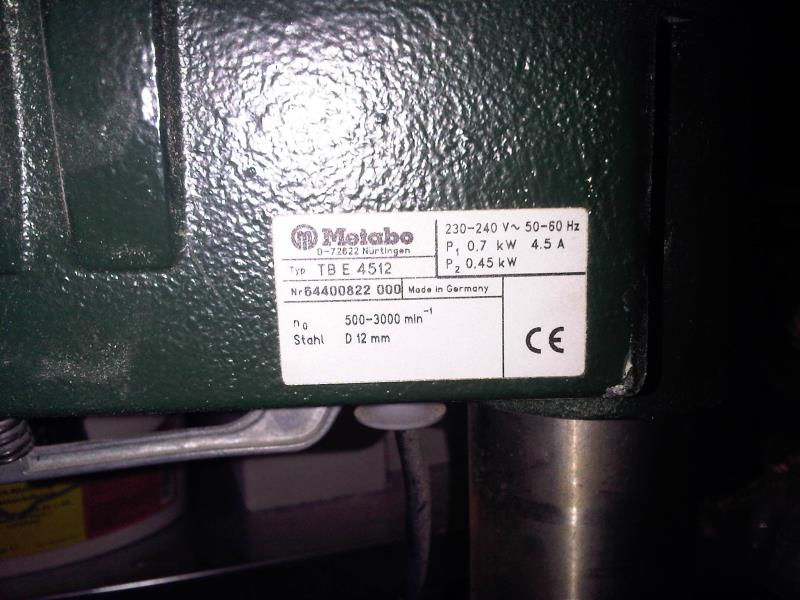 Metabo
D-72622 Nürtingen
Typ TB E 4512
Nr 64400822 000 Made in Germany
230-240 V~ 50-60 Hz
P1 0.7 kW 4.5 A
P2 0.45 kW
n0 500-3000 min⁻¹
Stahl D 12 mm
CE